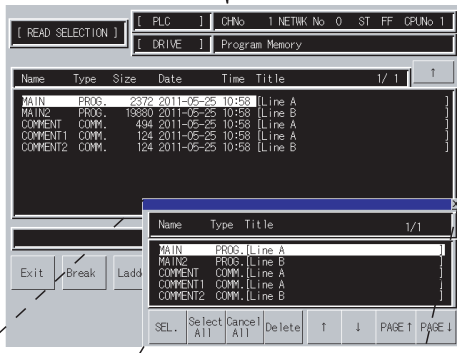 [ READ SELECTION ]
[ PLC ] CHNo 1 NETWK No 0 ST FF CPUNo 1
[ DRIVE ] Program Memory
Name Type Size Date Time Title 1/ 1 ↑
MAIN PROG. 2372 2011-05-25 10:58 [Line A ]
MAIN2 PROG. 19880 2011-05-25 10:58 [Line B ]
COMMENT COMM. 494 2011-05-25 10:58 [Line A ]
COMMENT1 COMM. 124 2011-05-25 10:58 [Line A ]
COMMENT2 COMM. 124 2011-05-25 10:58 [Line B ]
Exit Break
Name Type Title 1/1
MAIN PROG.[Line A ]
MAIN2 PROG.[Line B ]
COMMENT COMM.[Line A ]
COMMENT1 COMM.[Line A ]
COMMENT2 COMM.[Line B ]
SEL. Select All Cancel All Delete ↑ ↓ PAGE↑ PAGE↓